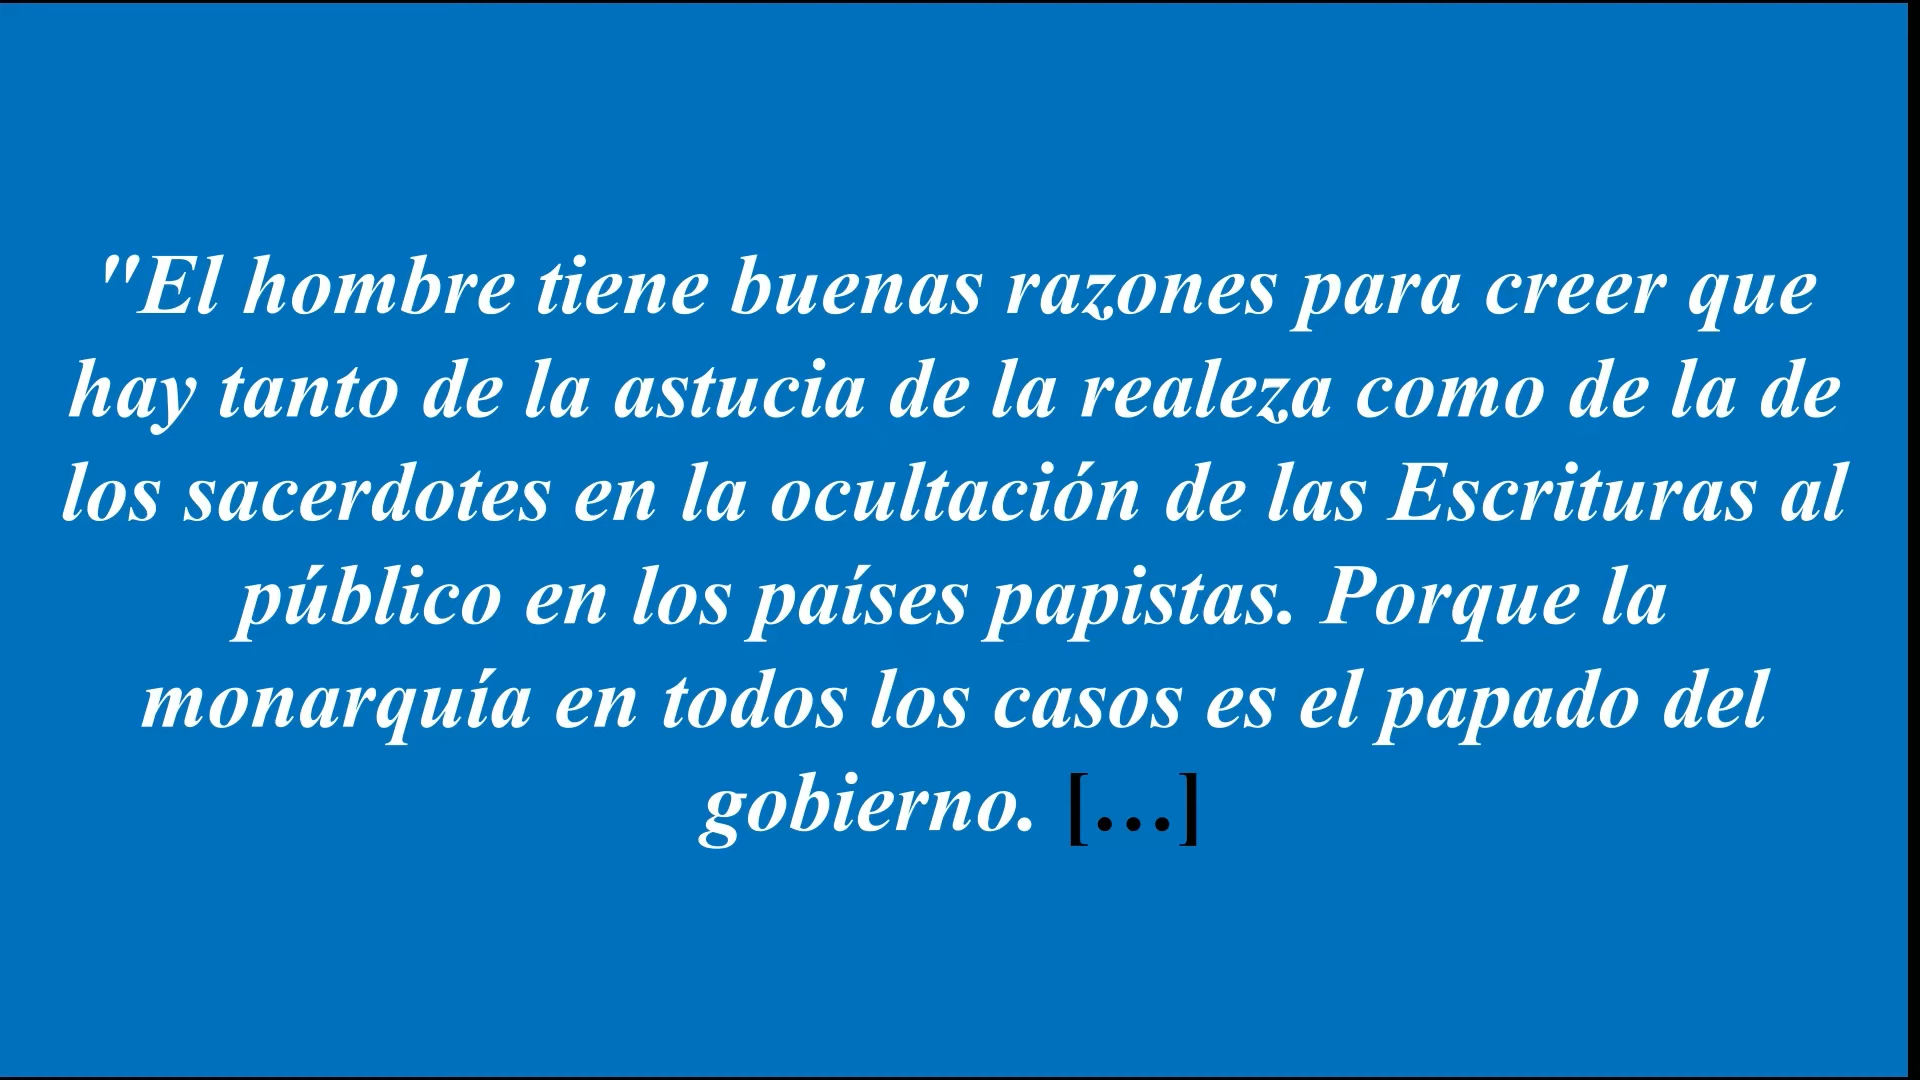 "El hombre tiene buenas razones para creer que
hay tanto de la astucia de la realeza como de la de
los sacerdotes en la ocultación de las Escrituras al
público en los países papistas. Porque la
monarquía en todos los casos es el papado del
gobierno. [...]